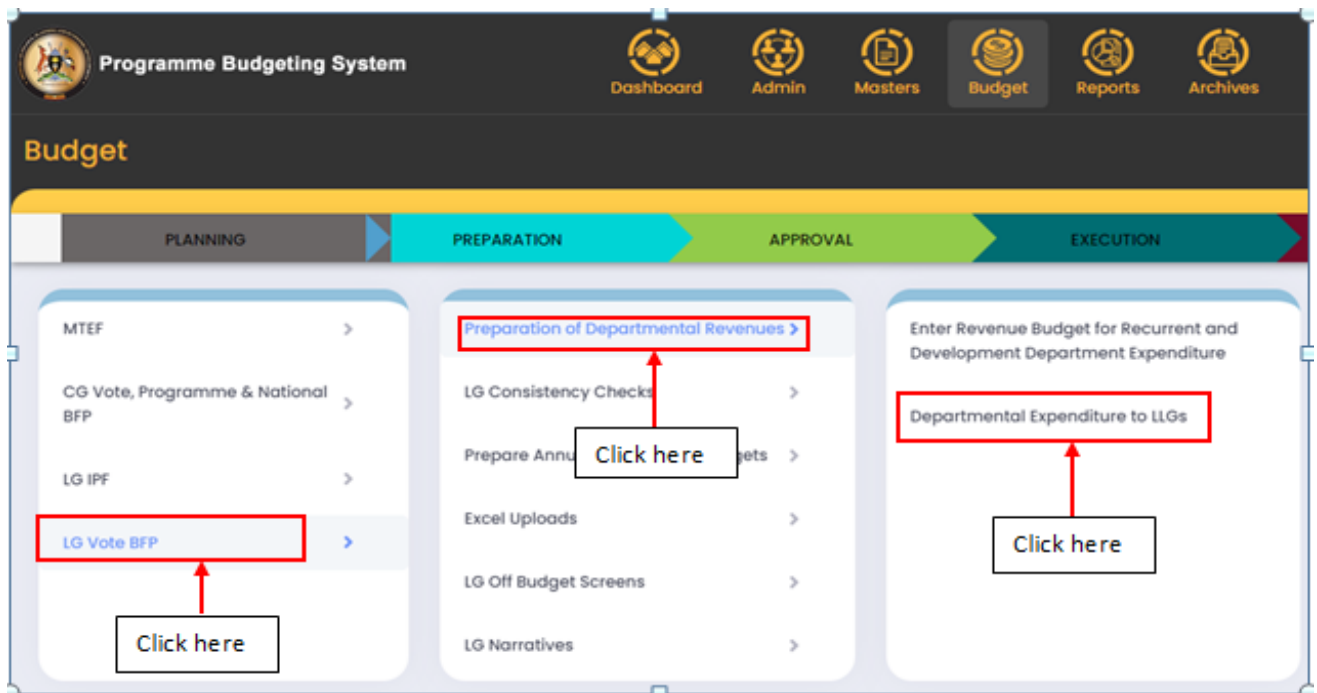 Programme Budgeting System
Dashboard
Admin
Masters
Budget
Reports
Archives
Budget
PLANNING
PREPARATION
APPROVAL
EXECUTION
MTEF
CG Vote, Programme & National
BFP
LG IPF
LG Vote BFP
Click here
Preparation of Departmental Revenues
LG Consistency Checks
Prepare Annu
Click here
Excel Uploads
LG Off Budget Screens
LG Narratives
Enter Revenue Budget for Recurrent and
Development Department Expenditure
Departmental Expenditure to LLGs
Click here